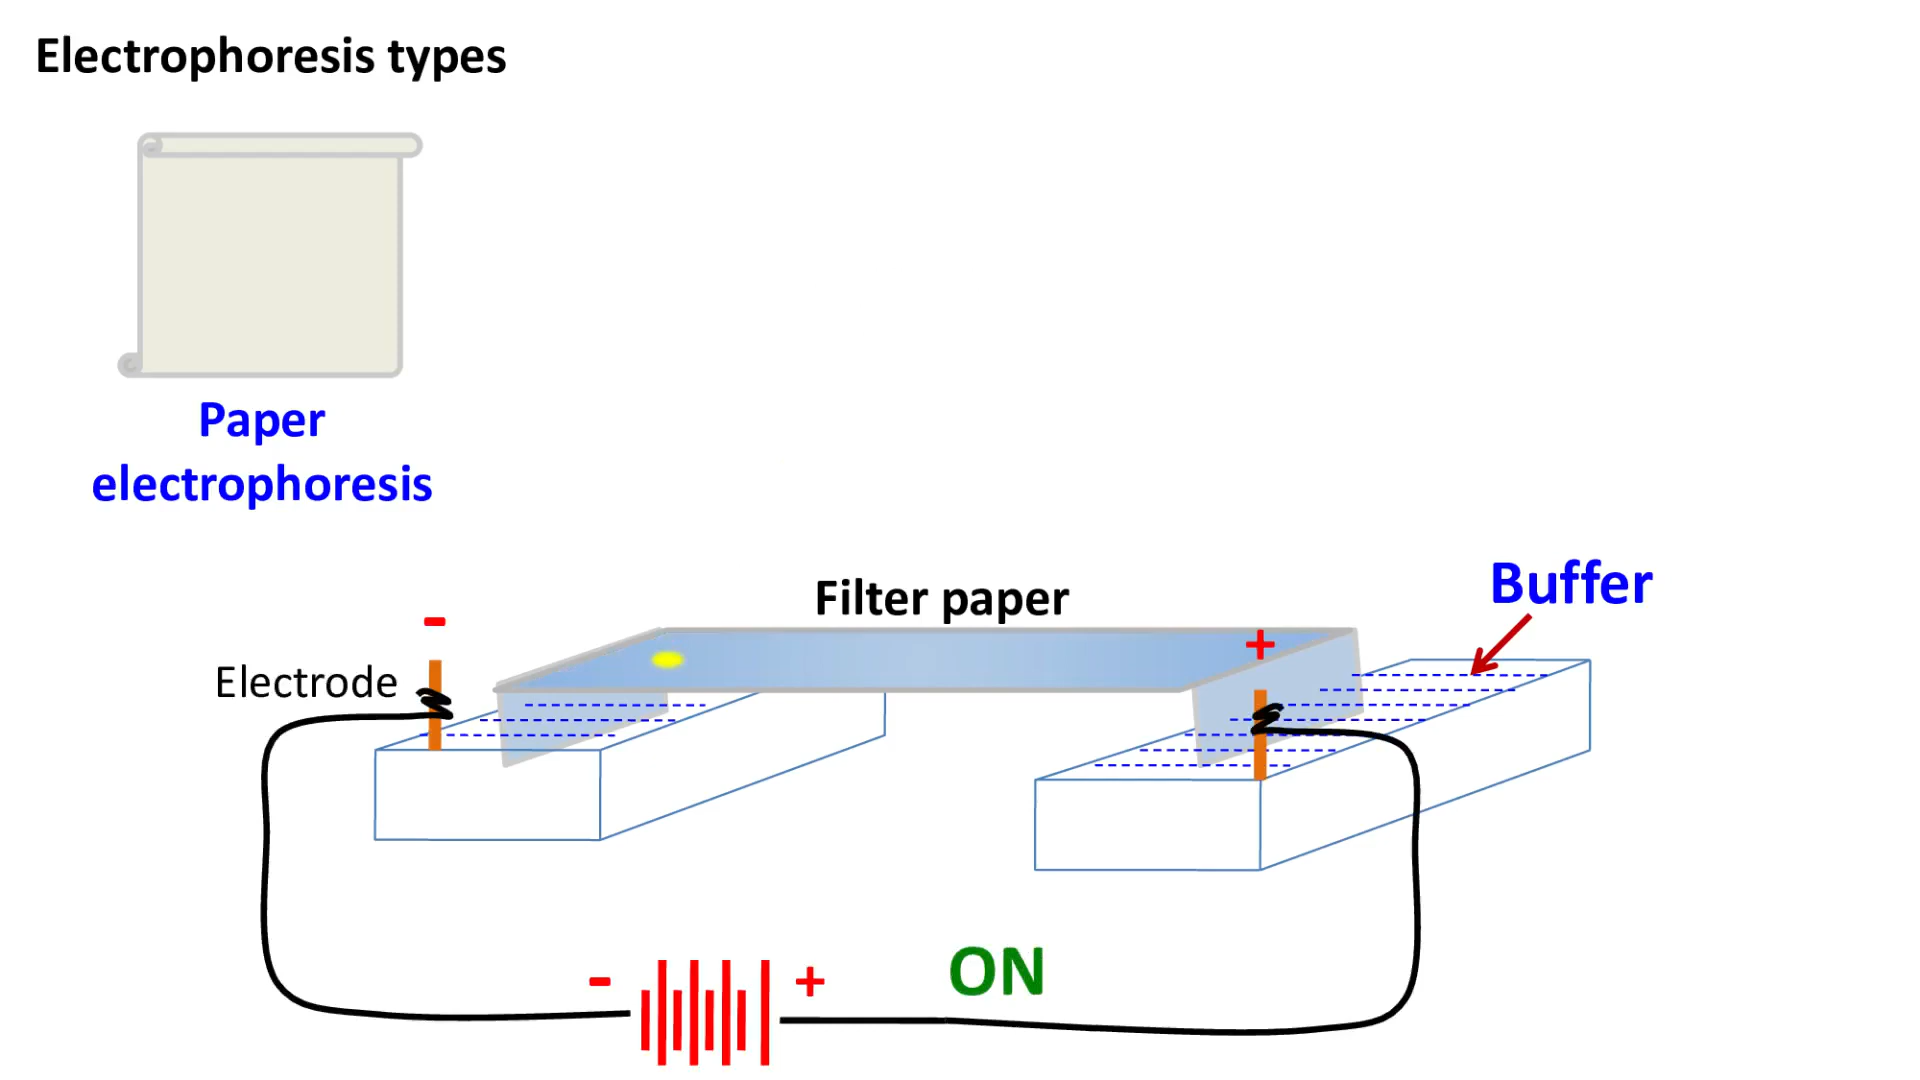 Electrophoresis types
Paper
electrophoresis
Filter paper
Buffer
-
+
Electrode
ON
-
+